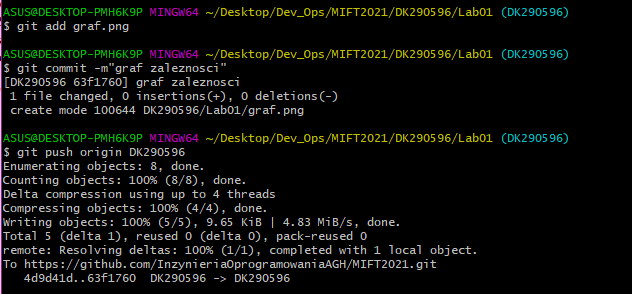 ASUS@DESKTOP-PMH6K9P MINGW64 ~/Desktop/Dev_Ops/MIFT2021/DK290596/Lab01 (DK290596)
$ git add graf.png
ASUS@DESKTOP-PMH6K9P MINGW64 ~/Desktop/Dev_Ops/MIFT2021/DK290596/Lab01 (DK290596)
$ git commit -m"graf zaleznosci"
[DK290596 63f1760] graf zaleznosci
 1 file changed, 0 insertions(+), 0 deletions(-)
 create mode 100644 DK290596/Lab01/graf.png
ASUS@DESKTOP-PMH6K9P MINGW64 ~/Desktop/Dev_Ops/MIFT2021/DK290596/Lab01 (DK290596)
$ git push origin DK290596
Enumerating objects: 8, done.
Counting objects: 100% (8/8), done.
Delta compression using up to 4 threads
Compressing objects: 100% (4/4), done.
Writing objects: 100% (5/5), 9.65 KiB | 4.83 MiB/s, done.
Total 5 (delta 1), reused 0 (delta 0), pack-reused 0
remote: Resolving deltas: 100% (1/1), completed with 1 local object.
To https://github.com/InzynieriaOprogramowaniaAGH/MIFT2021.git
   4d9d41d..63f1760  DK290596 -> DK290596